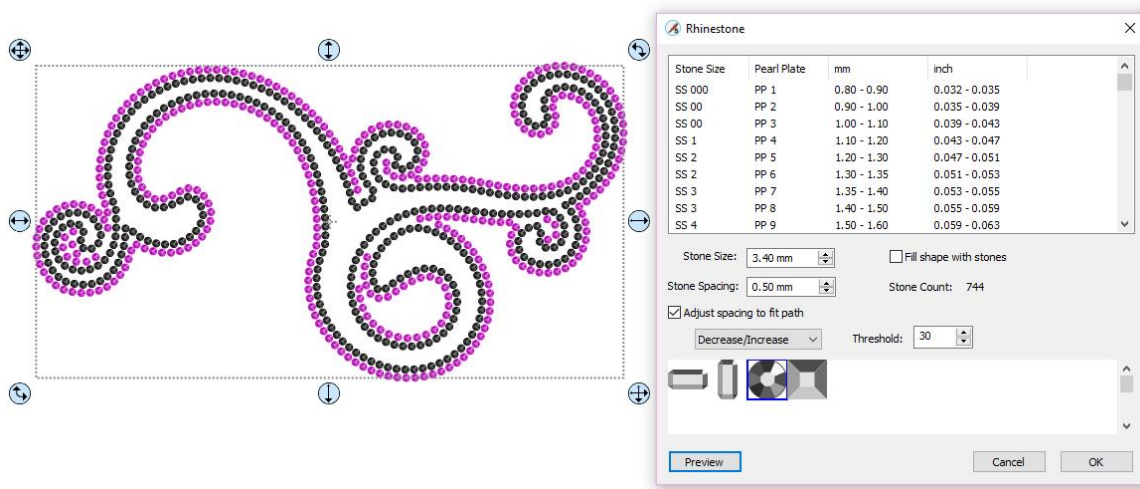 Rhinestone
Stone Size Pearl Plate mm inch
SS 000 PP 1 0.80 - 0.90 0.032 - 0.035
SS 00 PP 2 0.90 - 1.00 0.035 - 0.039
SS 00 PP 3 1.00 - 1.10 0.039 - 0.043
SS 1 PP 4 1.10 - 1.20 0.043 - 0.047
SS 2 PP 5 1.20 - 1.30 0.047 - 0.051
SS 2 PP 6 1.30 - 1.35 0.051 - 0.053
SS 3 PP 7 1.35 - 1.40 0.053 - 0.055
SS 3 PP 8 1.40 - 1.50 0.055 - 0.059
SS 4 PP 9 1.50 - 1.60 0.059 - 0.063
Stone Size: 3.40 mm Fill shape with stones
Stone Spacing: 0.50 mm Stone Count: 744
Adjust spacing to fit path
Decrease/Increase Threshold: 30
Preview Cancel OK